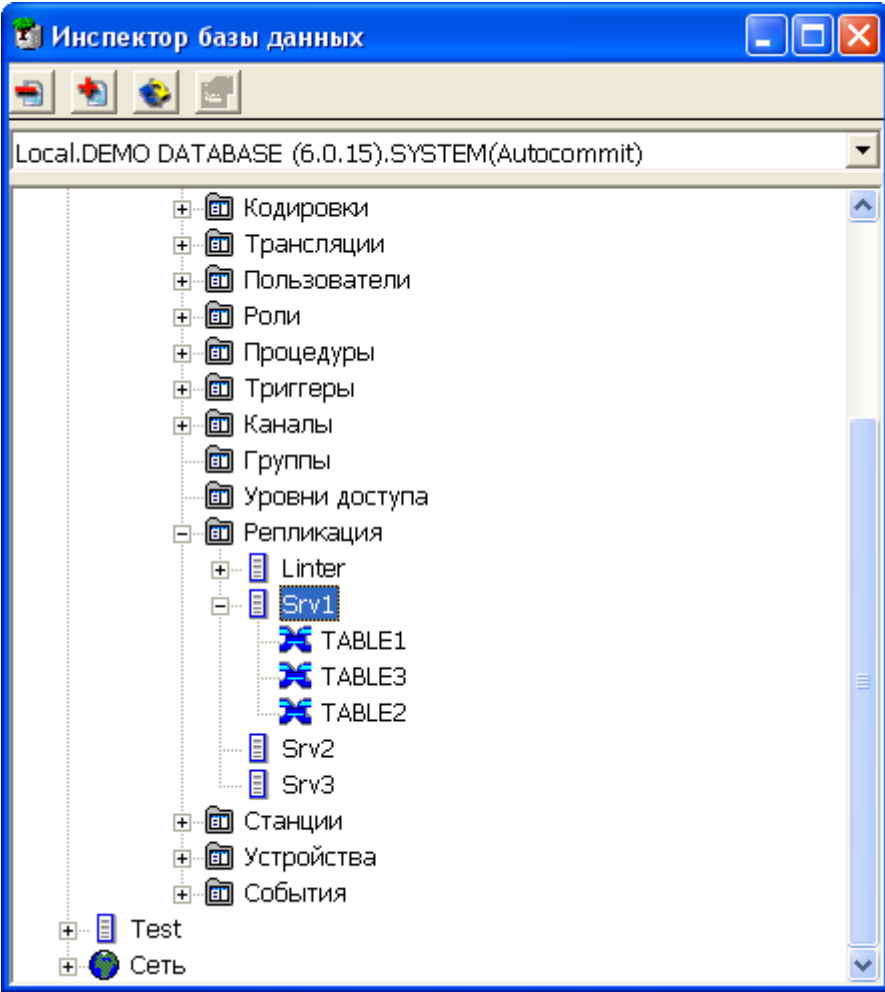 Инспектор базы данных
Local.DEMO DATABASE (6.0.15).SYSTEM(Autocommit)
Кодировки
Трансляции
Пользователи
Роли
Процедуры
Триггеры
Каналы
Группы
Уровни доступа
Репликация
Linter
Srv1
TABLE1
TABLE3
TABLE2
Srv2
Srv3
Станции
Устройства
События
Test
Сеть